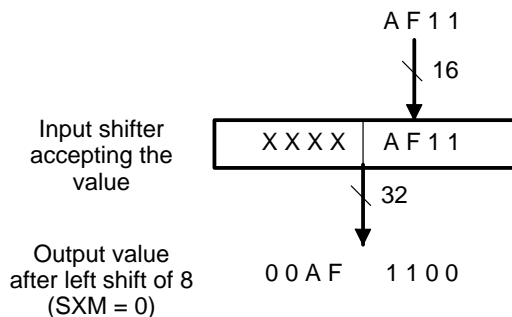 A F 1 1
16
Input shifter
accepting the
value
X X X X A F 1 1
32
Output value
after left shift of 8
(SXM = 0)
0 0 A F 1 1 0 0